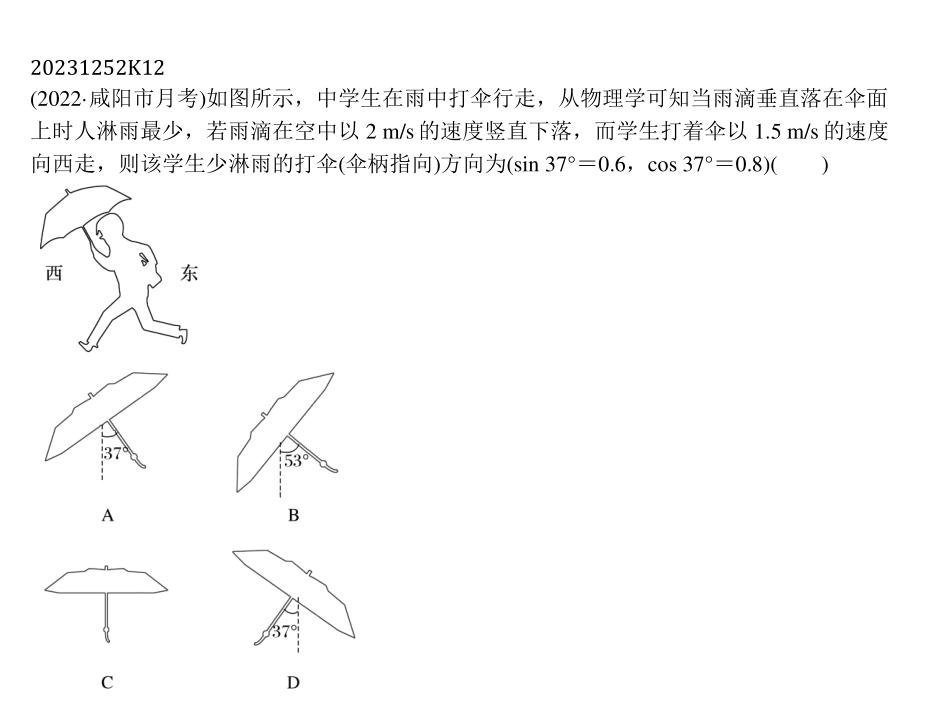 20231252K12
(2022·咸阳市月考)如图所示，中学生在雨中打伞行走，从物理学可知当雨滴垂直落在伞面
上时人淋雨最少，若雨滴在空中以 2 m/s 的速度竖直下落，而学生打着伞以 1.5 m/s 的速度
向西走，则该学生少淋雨的打伞(伞柄指向)方向为(sin 37°＝0.6，cos 37°＝0.8)(　　)
西 东
37°
53°
A B
37°
C D